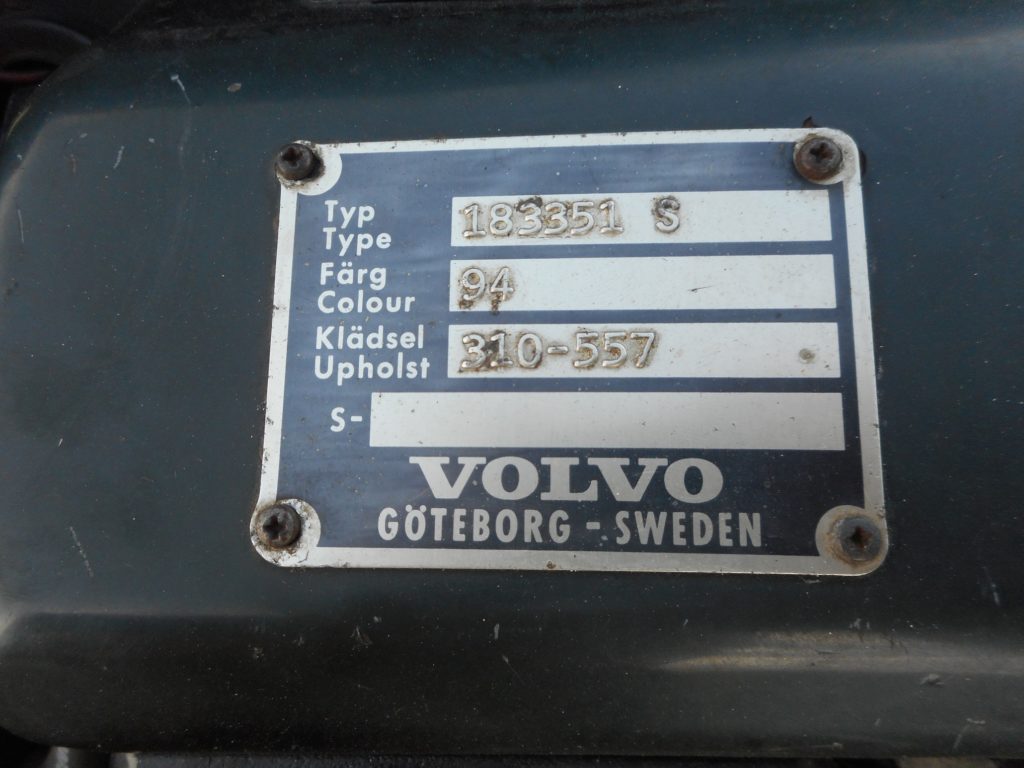 Typ
Type 183351 S
Färg
Colour 94
Klädsel
Upholst 310-557
S-
VOLVO
GÖTEBORG - SWEDEN